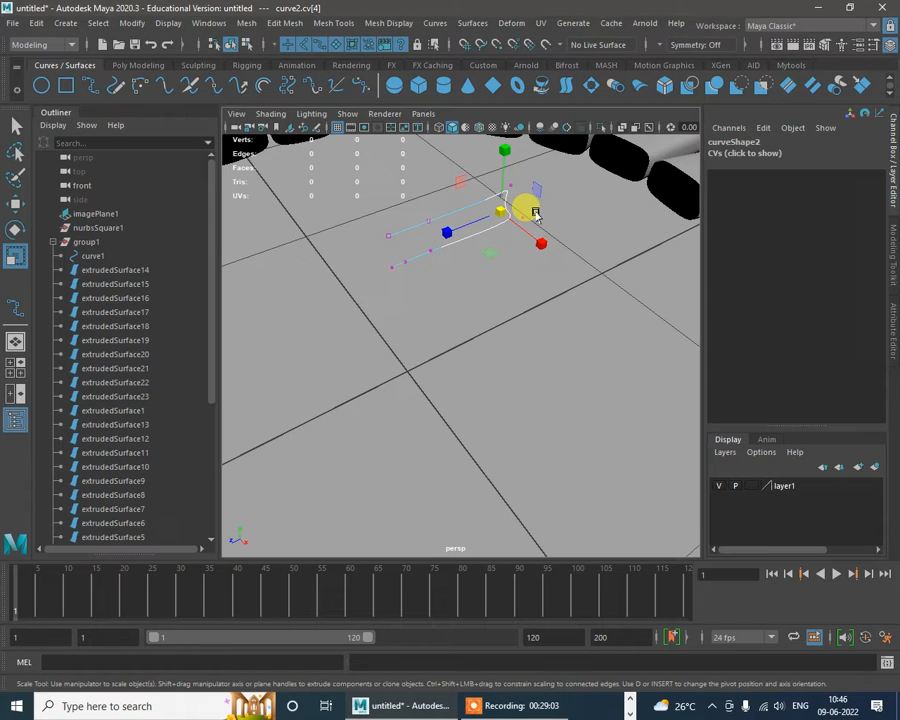 untitled* - Autodesk Maya 2020.3 - Educational Version: untitled --- curve2.cv[4]
File Edit Create Select Modify Display Windows Mesh Edit Mesh Mesh Tools Mesh Display Curves Surfaces Deform UV Generate Cache Arnold Help
Workspace : Maya Classic*
Modeling
No Live Surface
Symmetry: Off
Curves / Surfaces Poly Modeling Sculpting Rigging Animation Rendering FX FX Caching Custom Arnold Bifrost MASH Motion Graphics XGen AID Mytools
Outliner
Display Show Help
Search...
persp
top
front
side
imagePlane1
nurbsSquare1
group1
curve1
extrudedSurface14
extrudedSurface15
extrudedSurface16
extrudedSurface17
extrudedSurface18
extrudedSurface19
extrudedSurface20
extrudedSurface21
extrudedSurface22
extrudedSurface23
extrudedSurface1
extrudedSurface13
extrudedSurface12
extrudedSurface11
extrudedSurface10
extrudedSurface9
extrudedSurface8
extrudedSurface7
extrudedSurface6
extrudedSurface5
View Shading Lighting Show Renderer Panels
0.00
Verts: 0 0 0
Edges: 0 0 0
Faces: 0 0 0
Tris: 0 0 0
UVs: 0 0 0
persp
Channels Edit Object Show
curveShape2
CVs (click to show)
Channel Box / Layer Editor
Modeling Toolkit
Attribute Editor
Display Anim
Layers Options Help
V P layer1
5 10 15 20 25 30 35 40 45 50 55 60 65 70 75 80 85 90 95 100 105 110 115 12
1
1
1 1 1 120 120 200 24 fps
MEL
Scale Tool: Use manipulator to scale object(s). Shift+drag manipulator axis or plane handles to extrude components or clone objects. Ctrl+Shift+LMB+drag to constrain scaling to connected edges. Use D or INSERT to change the pivot position and axis orientation.
Type here to search
untitled* - Autodes...
Recording: 00:29:03
26°C
ENG
10:46
09-06-2022